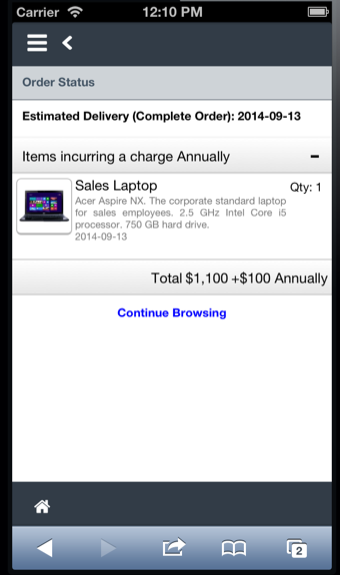 Carrier 12:10 PM
Order Status
Estimated Delivery (Complete Order): 2014-09-13
Items incurring a charge Annually
Sales Laptop Qty: 1
Acer Aspire NX. The corporate standard laptop
for sales employees. 2.5 GHz Intel Core i5
processor. 750 GB hard drive.
2014-09-13
Total $1,100 +$100 Annually
Continue Browsing
2